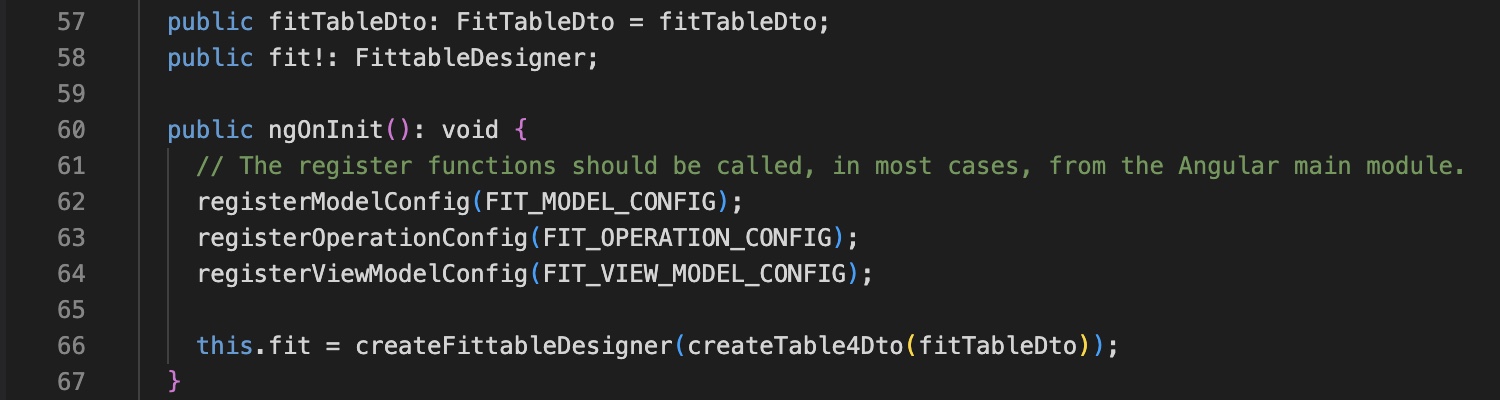 57 public fitTableDto: FitTableDto = fitTableDto;
58 public fit!: FittableDesigner;
59
60 public ngOnInit(): void {
61 // The register functions should be called, in most cases, from the Angular main module.
62 registerModelConfig(FIT_MODEL_CONFIG);
63 registerOperationConfig(FIT_OPERATION_CONFIG);
64 registerViewModelConfig(FIT_VIEW_MODEL_CONFIG);
65
66 this.fit = createFittableDesigner(createTable4Dto(fitTableDto));
67 }